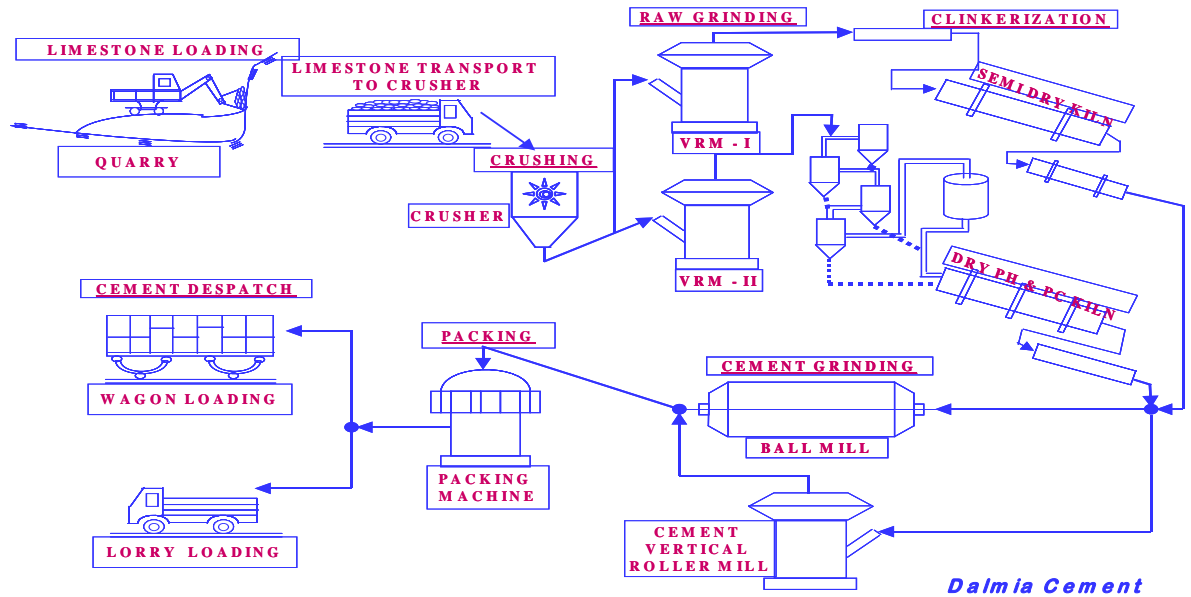 LIMESTONE LOADING
LIMESTONE TRANSPORT
TO CRUSHER
QUARRY
CRUSHING
CRUSHER
RAW GRINDING
VRM - I
VRM - II
CLINKERIZATION
SEMI DRY KILN
DRY PH & PC KILN
CEMENT DESPATCH
WAGON LOADING
LORRY LOADING
PACKING
PACKING
MACHINE
CEMENT GRINDING
BALL MILL
CEMENT
VERTICAL
ROLLER MILL
Dalmia Cement